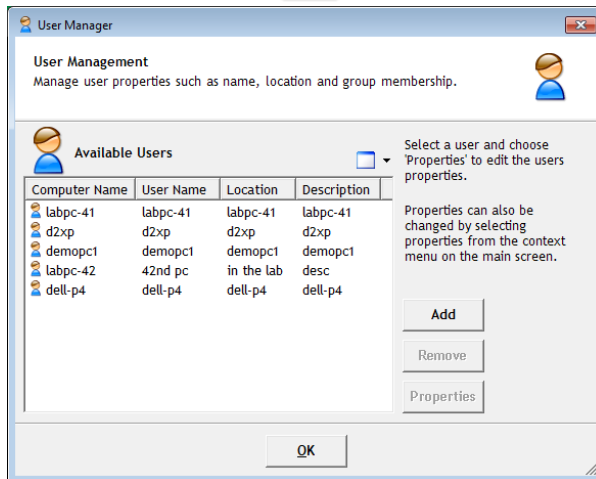 User Manager
User Management
Manage user properties such as name, location and group membership.
Available Users
Computer Name User Name Location Description
labpc-41 labpc-41 labpc-41 labpc-41
d2xp d2xp d2xp d2xp
demopc1 demopc1 demopc1 demopc1
labpc-42 42nd pc in the lab desc
dell-p4 dell-p4 dell-p4 dell-p4
Select a user and choose
'Properties' to edit the users
properties.
Properties can also be
changed by selecting
properties from the context
menu on the main screen.
Add
Remove
Properties
OK